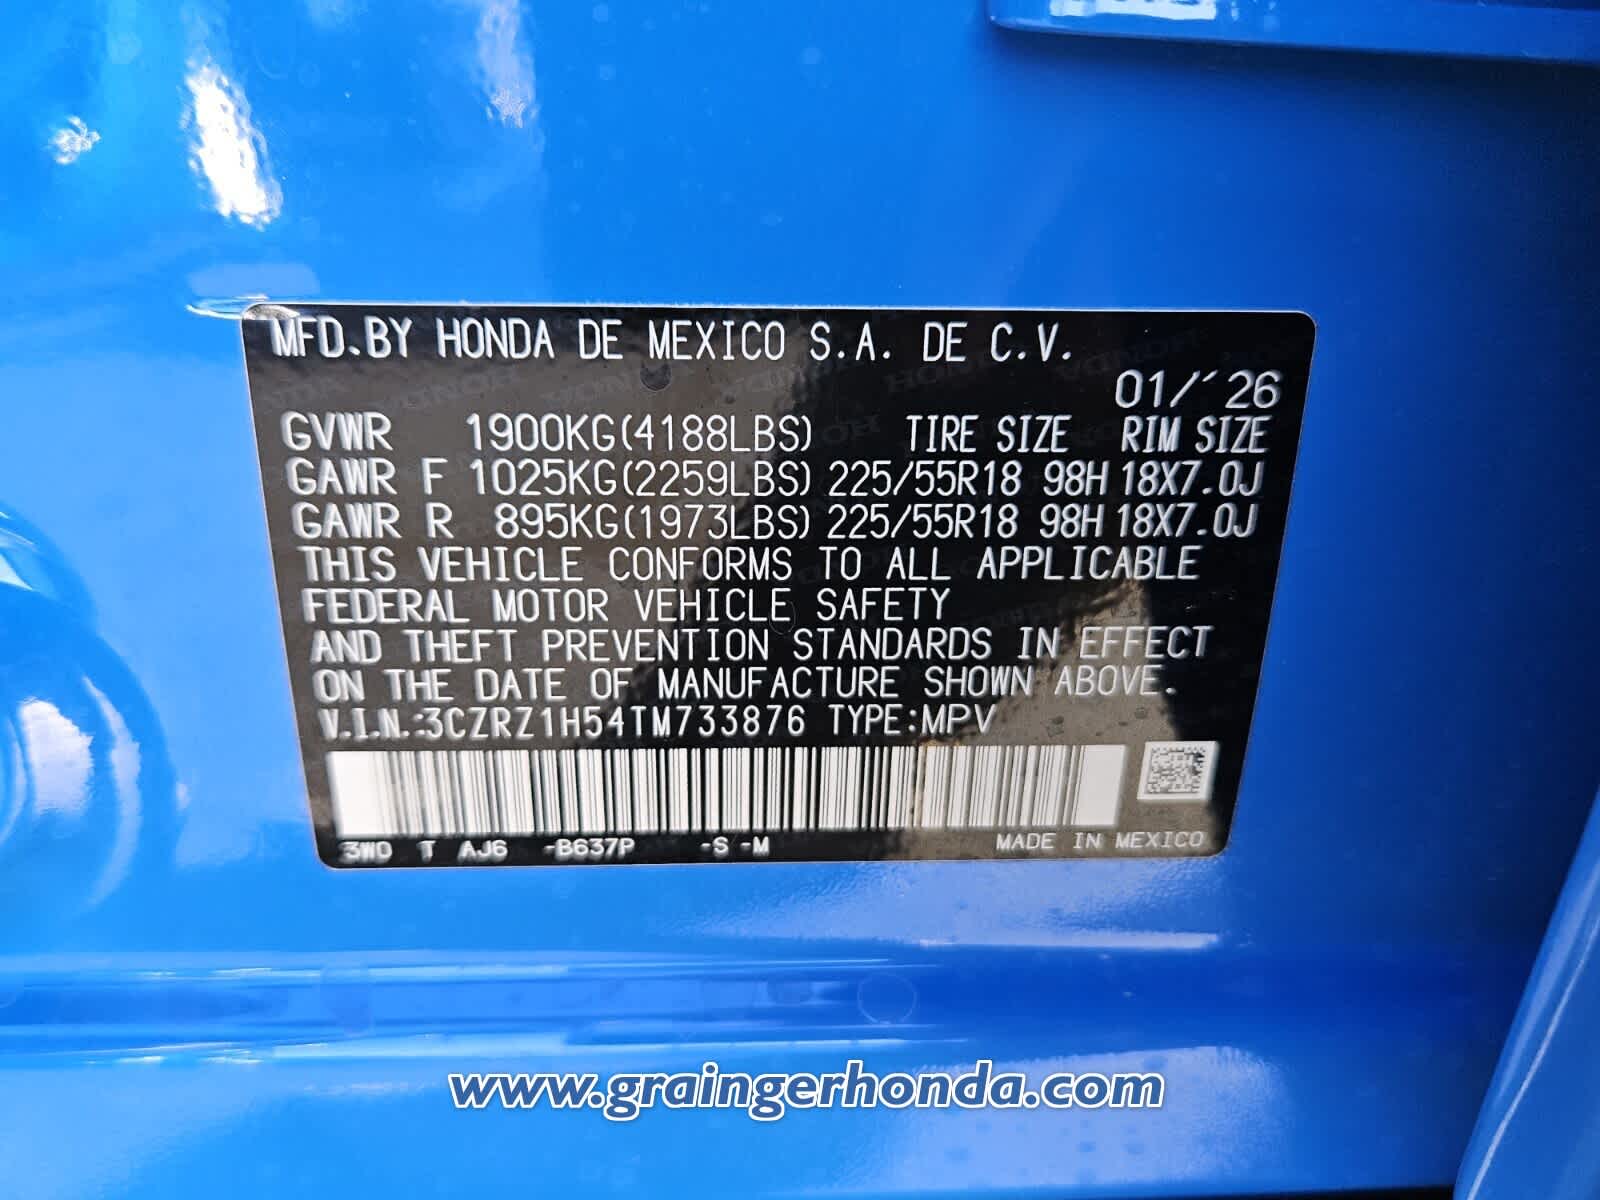 MFD.BY HONDA DE MEXICO S.A. DE C.V.
01/'26
GVWR 1900KG(4188LBS) TIRE SIZE RIM SIZE
GAWR F 1025KG(2259LBS) 225/55R18 98H 18X7.0J
GAWR R 895KG(1973LBS) 225/55R18 98H 18X7.0J
THIS VEHICLE CONFORMS TO ALL APPLICABLE
FEDERAL MOTOR VEHICLE SAFETY
AND THEFT PREVENTION STANDARDS IN EFFECT
ON THE DATE OF MANUFACTURE SHOWN ABOVE.
V.I.N.:3CZRZ1H54TM733876 TYPE:MPV
3W0 T AJ6 -B637P -S -M MADE IN MEXICO
www.graingerhonda.com